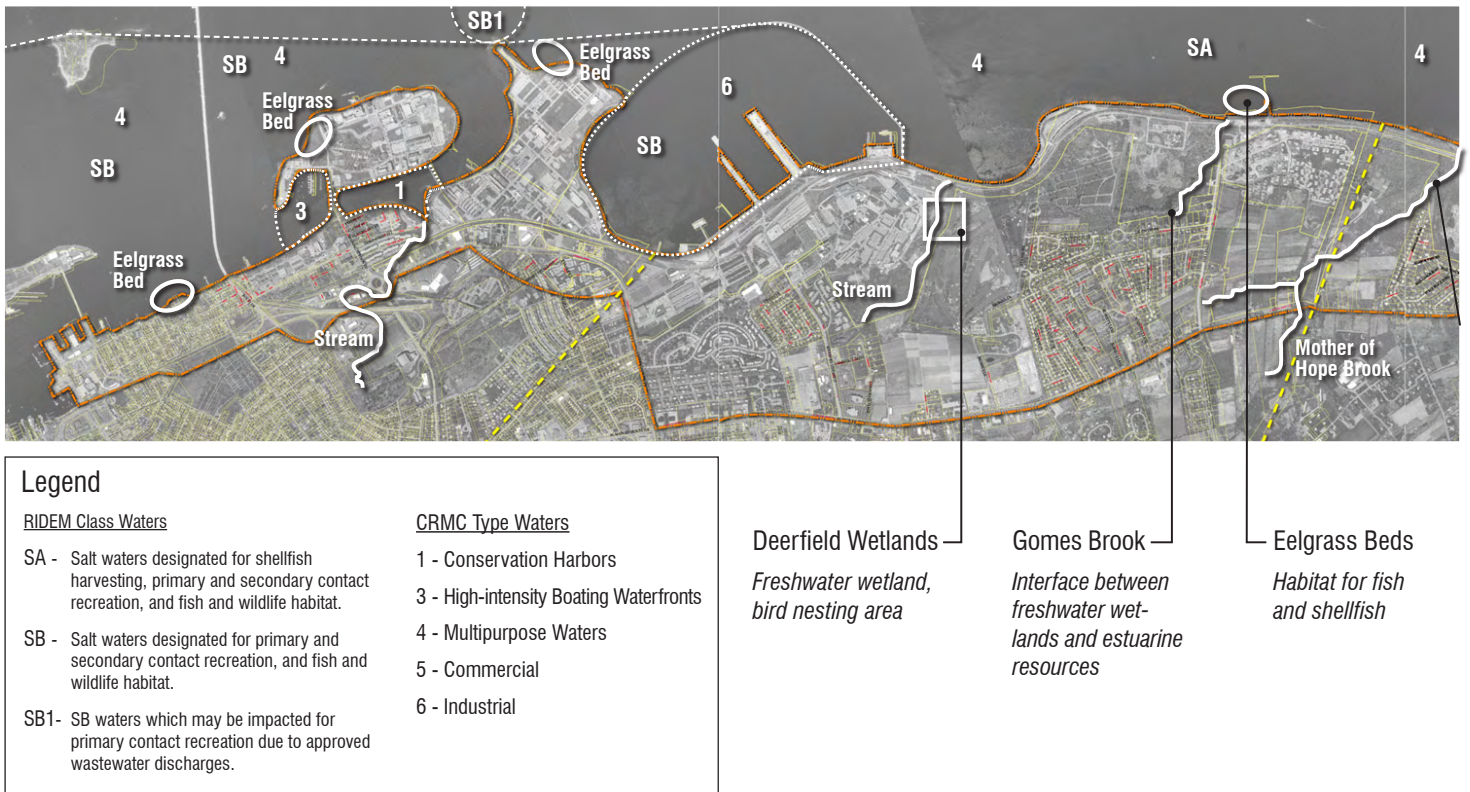 SB1
SA
4
4
SB
4
Eelgrass
Bed
6
4
Eelgrass
Bed
SB
SB
1
3
Eelgrass
Bed
Stream
Stream
Mother of
Hope Brook
Legend
RIDEM Class Waters
SA - Salt waters designated for shellfish
harvesting, primary and secondary contact
recreation, and fish and wildlife habitat.
SB - Salt waters designated for primary and
secondary contact recreation, and fish and
wildlife habitat.
SB1- SB waters which may be impacted for
primary contact recreation due to approved
wastewater discharges.
CRMC Type Waters
1 - Conservation Harbors
3 - High-intensity Boating Waterfronts
4 - Multipurpose Waters
5 - Commercial
6 - Industrial
Deerfield Wetlands
Freshwater wetland,
bird nesting area
Gomes Brook
Interface between
freshwater wet-
lands and estuarine
resources
Eelgrass Beds
Habitat for fish
and shellfish